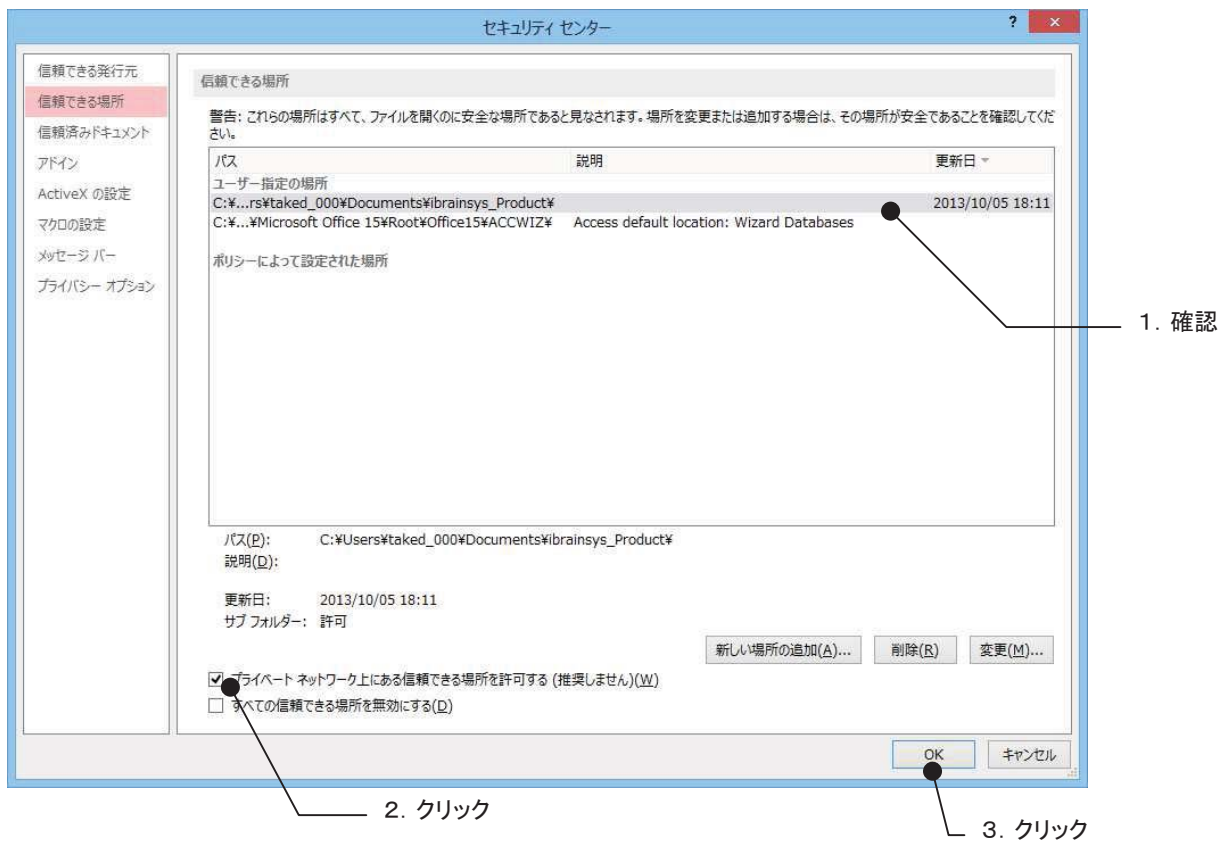 セキュリティ センター
? ×
信頼できる発行元
信頼できる場所
信頼済みドキュメント
アドイン
ActiveX の設定
マクロの設定
メッセージ バー
プライバシー オプション
信頼できる場所
警告: これらの場所はすべて、ファイルを開くのに安全な場所であると見なされます。場所を変更または追加する場合は、その場所が安全であることを確認してくだ
さい。
パス 説明 更新日
ユーザー指定の場所
C:¥...rs¥taked_000¥Documents¥ibrainsys_Product¥ 2013/10/05 18:11
C:¥...¥Microsoft Office 15¥Root¥Office15¥ACCWIZ¥ Access default location: Wizard Databases
ポリシーによって設定された場所
1. 確認
パス(P): C:¥Users¥taked_000¥Documents¥ibrainsys_Product¥
説明(D):
更新日: 2013/10/05 18:11
サブ フォルダー: 許可
新しい場所の追加(A)... 削除(R) 変更(M)...
プライベート ネットワーク上にある信頼できる場所を許可する (推奨しません)(W)
すべての信頼できる場所を無効にする(D)
OK キャンセル
2. クリック
3. クリック